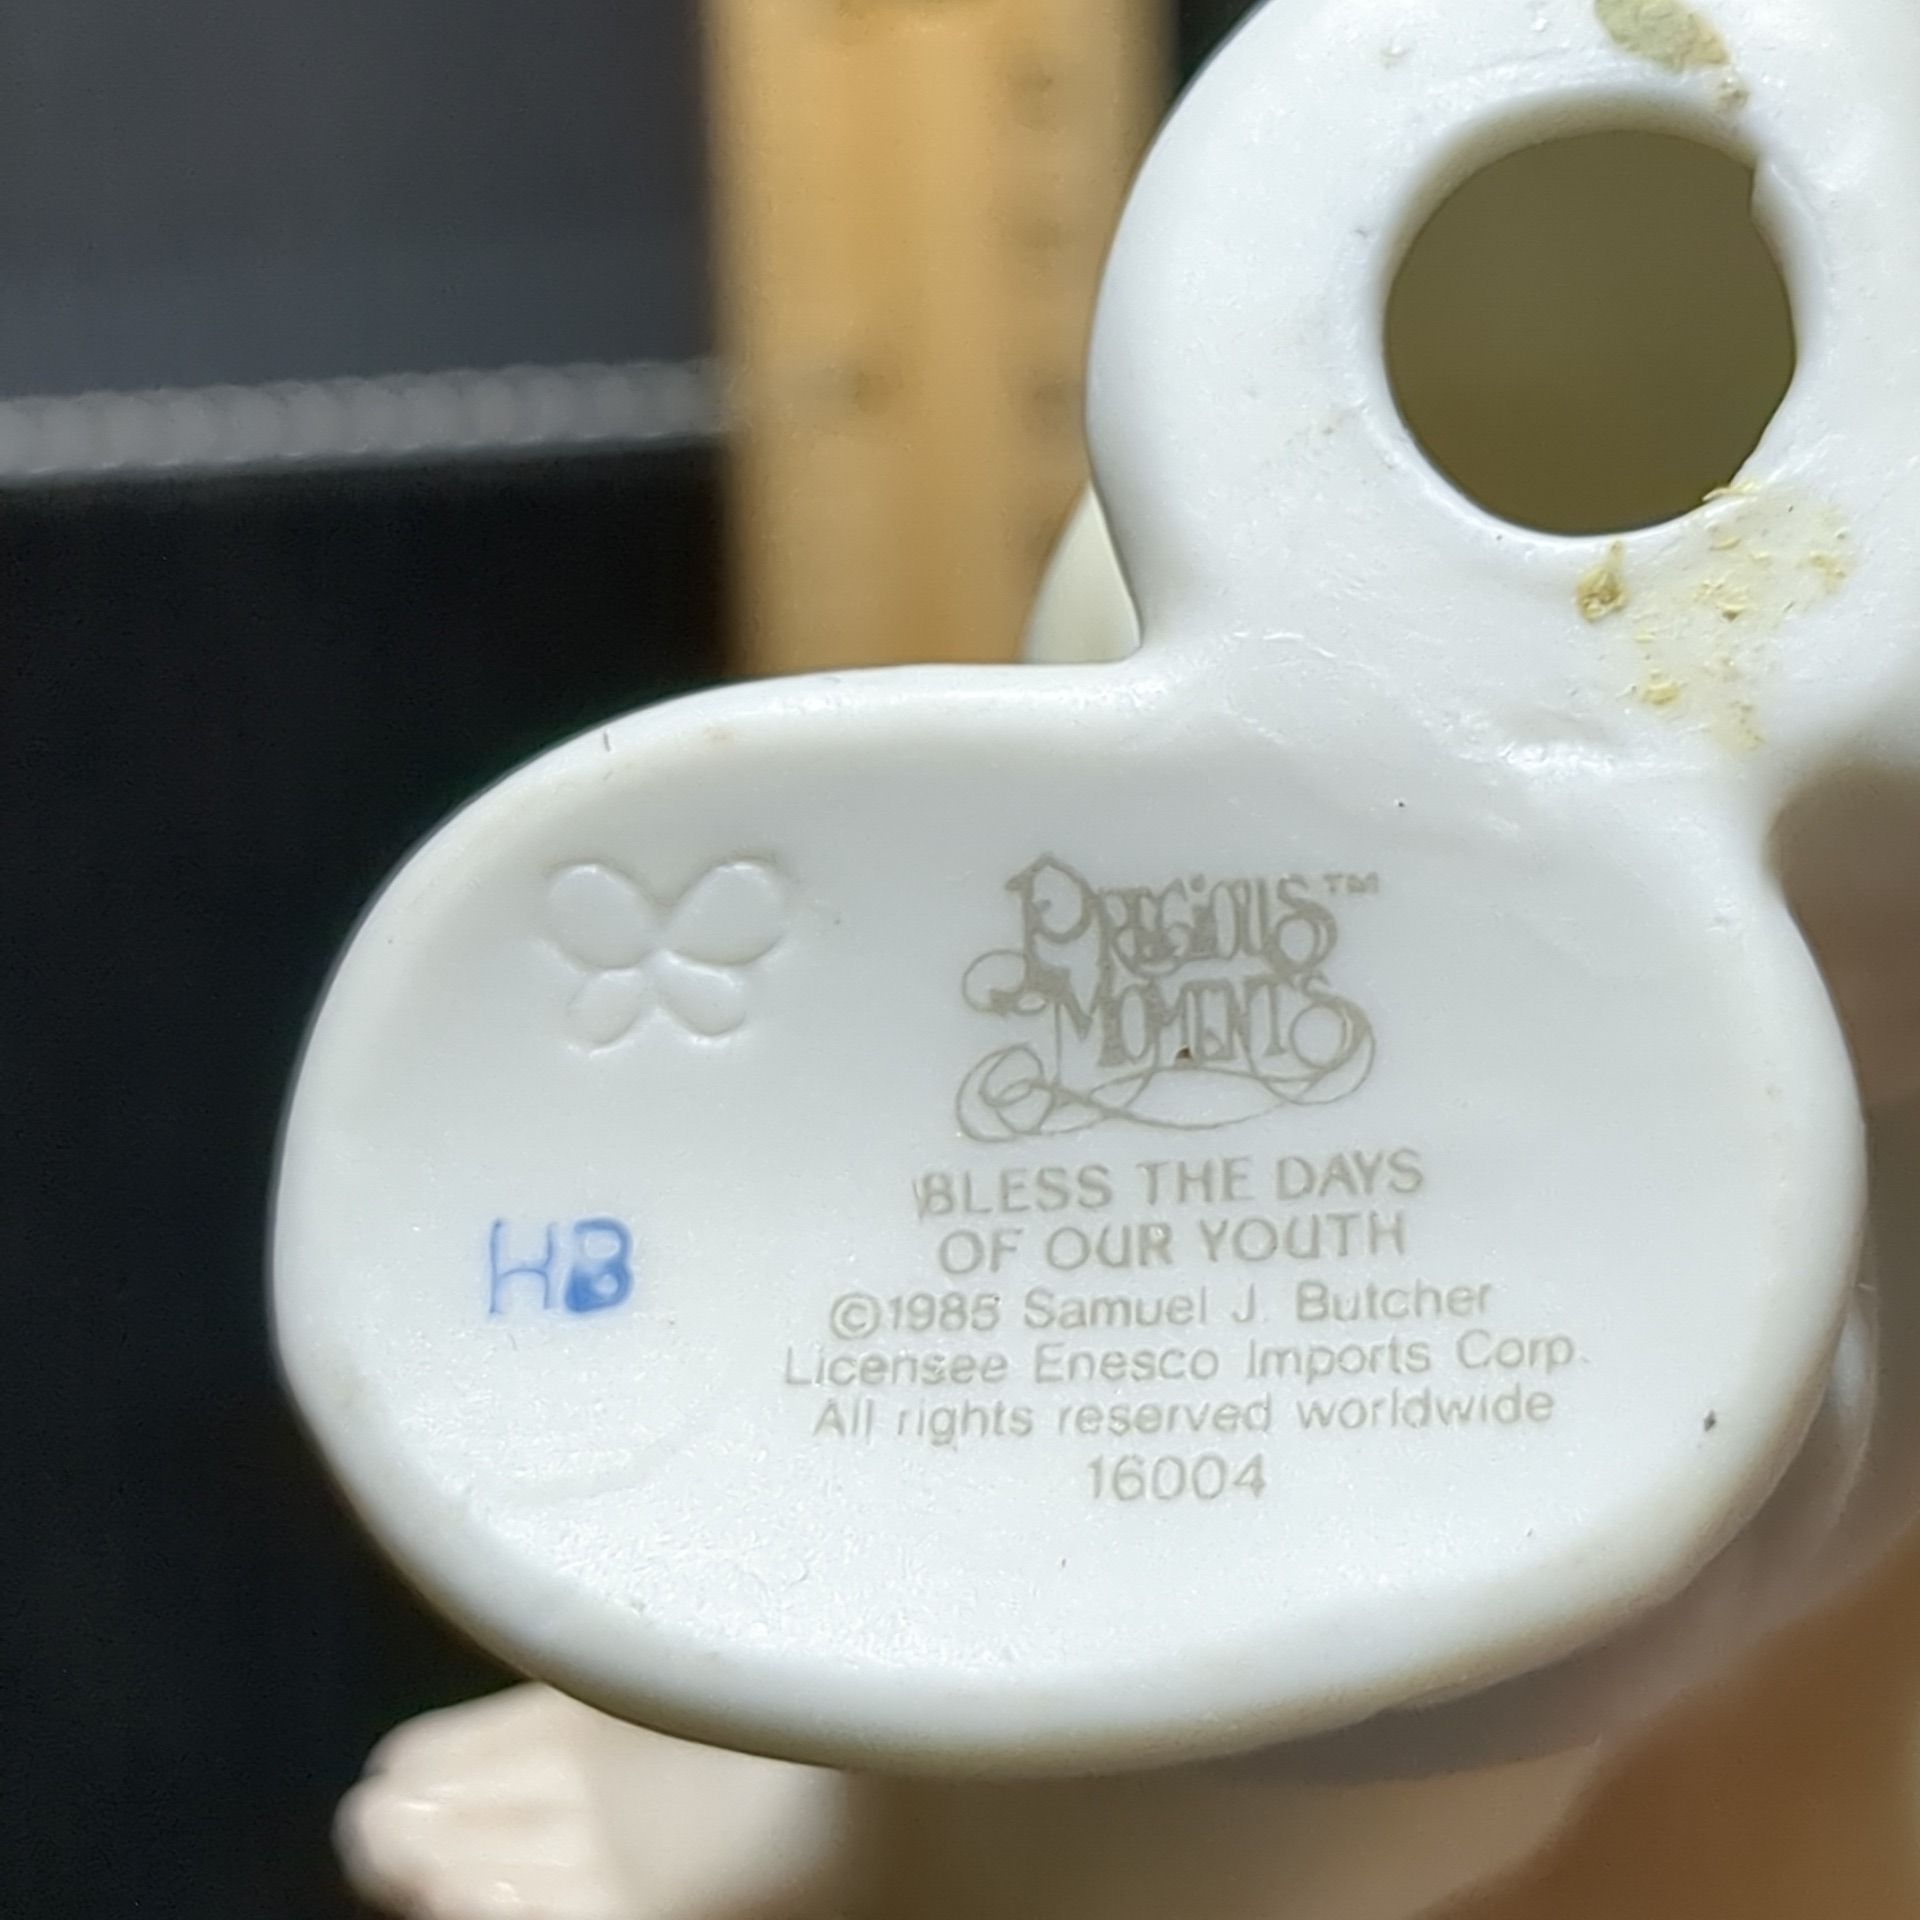 PRECIOUS™
MOMENTS
BLESS THE DAYS
OF OUR YOUTH
©1985 Samuel J. Butcher
Licensee Enesco Imports Corp.
All rights reserved worldwide
16004
HB